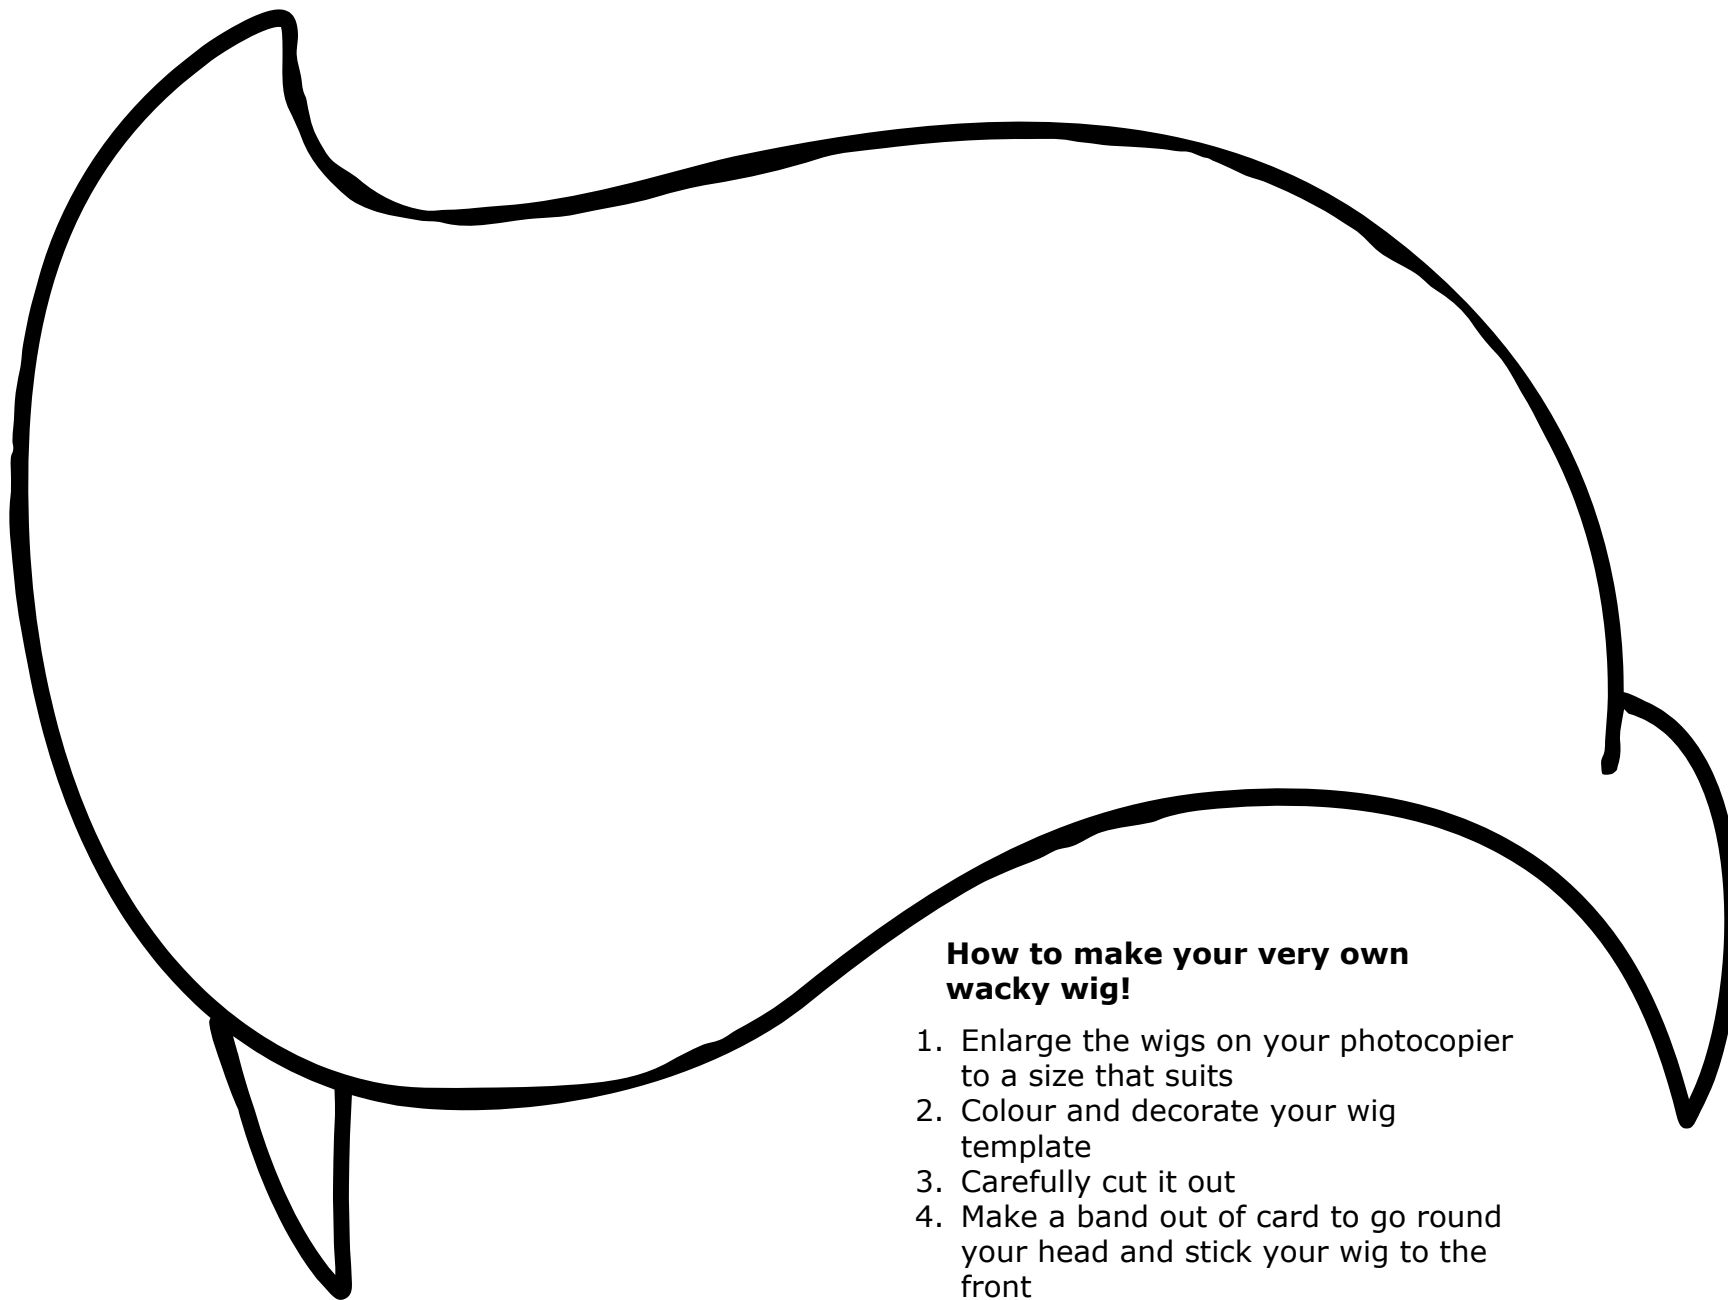 How to make your very own
wacky wig!
1. Enlarge the wigs on your photocopier
to a size that suits
2. Colour and decorate your wig
template
3. Carefully cut it out
4. Make a band out of card to go round
your head and stick your wig to the
front